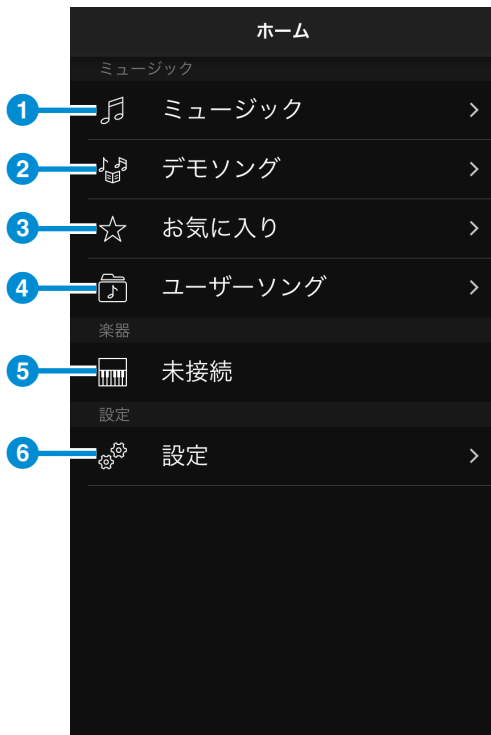 ホーム
ミュージック
1 ミュージック
2 デモソング
3 お気に入り
4 ユーザーソング
楽器
5 未接続
設定
6 設定